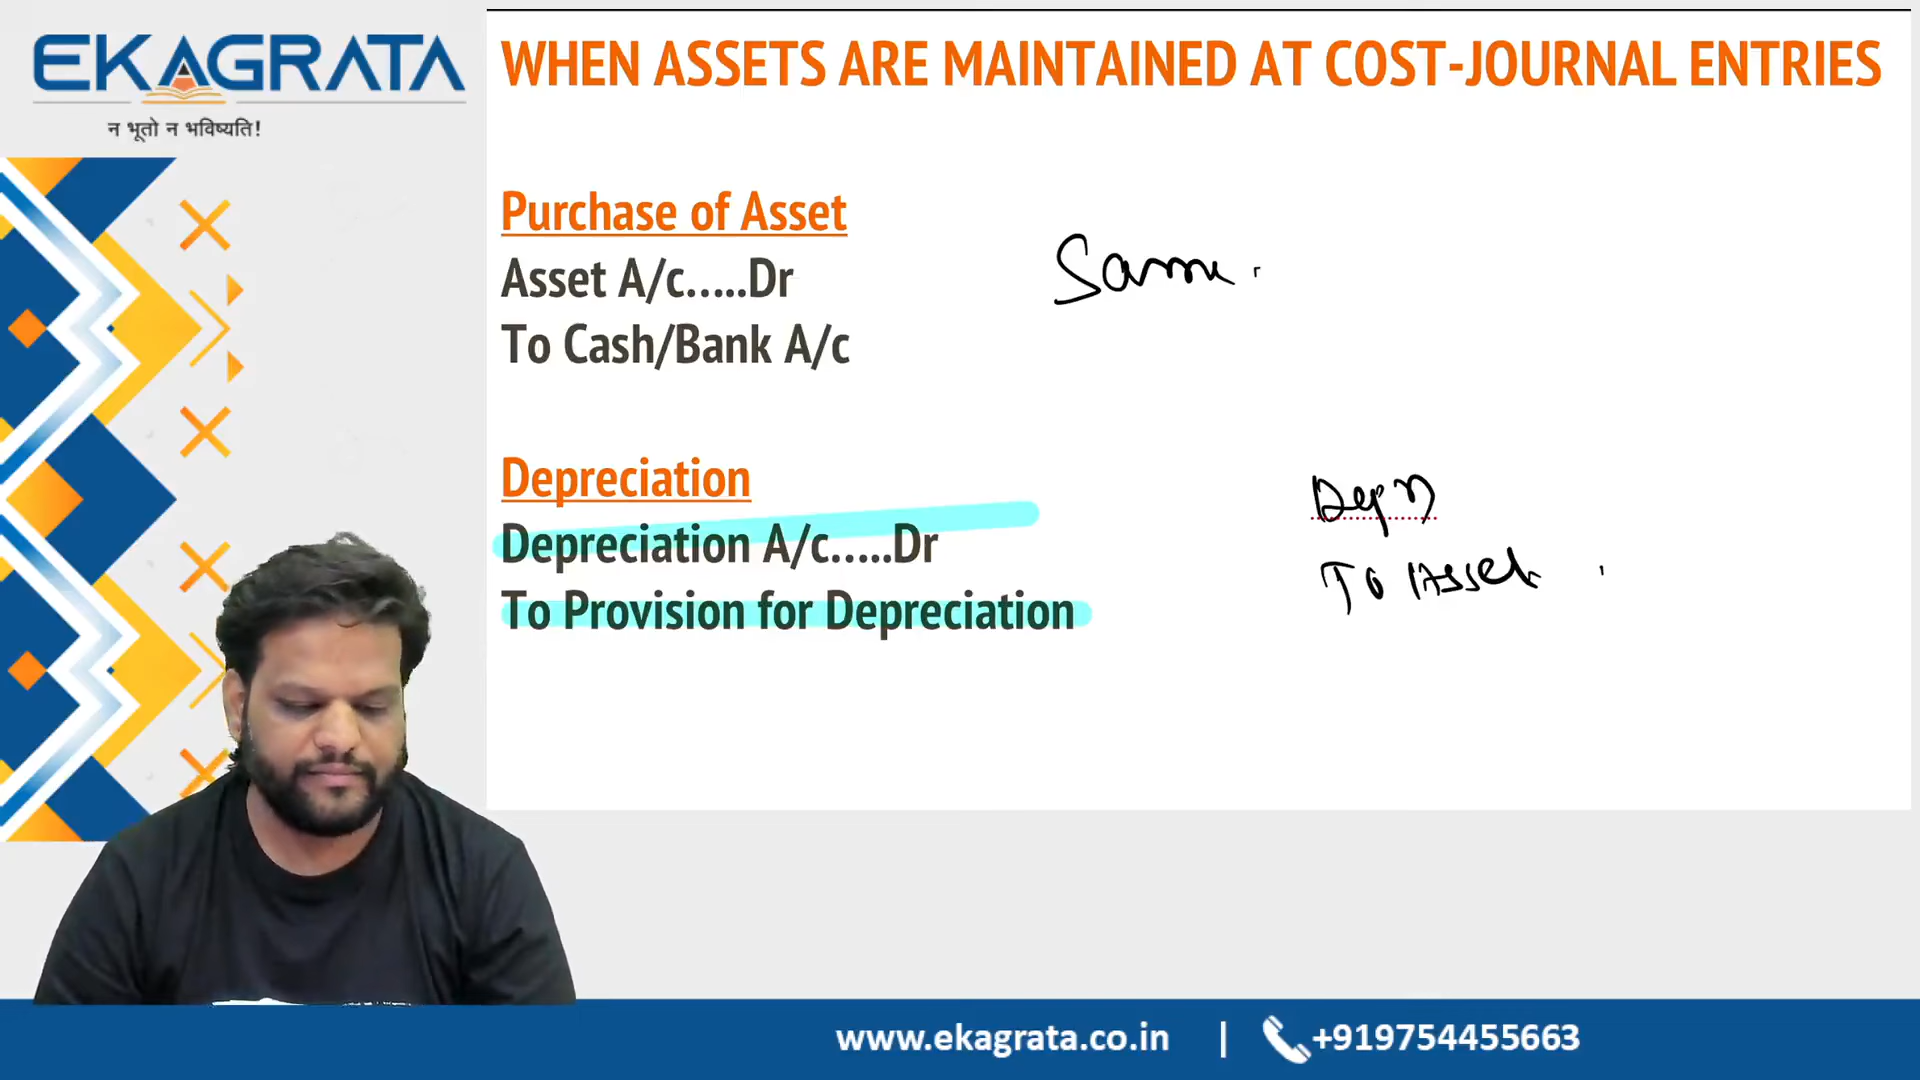 EKAGRATA
न भूतो न भविष्यति!
WHEN ASSETS ARE MAINTAINED AT COST-JOURNAL ENTRIES
Purchase of Asset
Asset A/c.....Dr
Same.
To Cash/Bank A/c
Depreciation
Depn
Depreciation A/c.....Dr
To Asset
To Provision for Depreciation
www.ekagrata.co.in | +919754455663